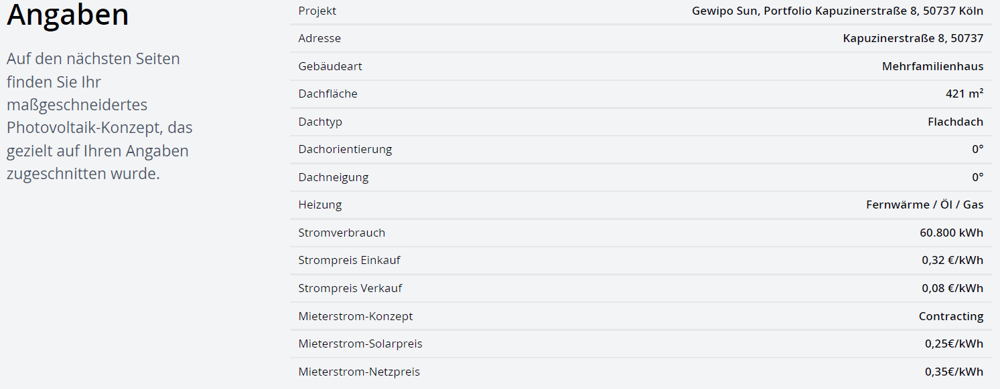 Angaben
Auf den nächsten Seiten
finden Sie Ihr
maßgeschneidertes
Photovoltaik-Konzept, das
gezielt auf Ihren Angaben
zugeschnitten wurde.
Projekt Gewipo Sun, Portfolio Kapuzinerstraße 8, 50737 Köln
Adresse Kapuzinerstraße 8, 50737
Gebäudeart Mehrfamilienhaus
Dachfläche 421 m²
Dachtyp Flachdach
Dachorientierung 0°
Dachneigung 0°
Heizung Fernwärme / Öl / Gas
Stromverbrauch 60.800 kWh
Strompreis Einkauf 0,32 €/kWh
Strompreis Verkauf 0,08 €/kWh
Mieterstrom-Konzept Contracting
Mieterstrom-Solarpreis 0,25€/kWh
Mieterstrom-Netzpreis 0,35€/kWh